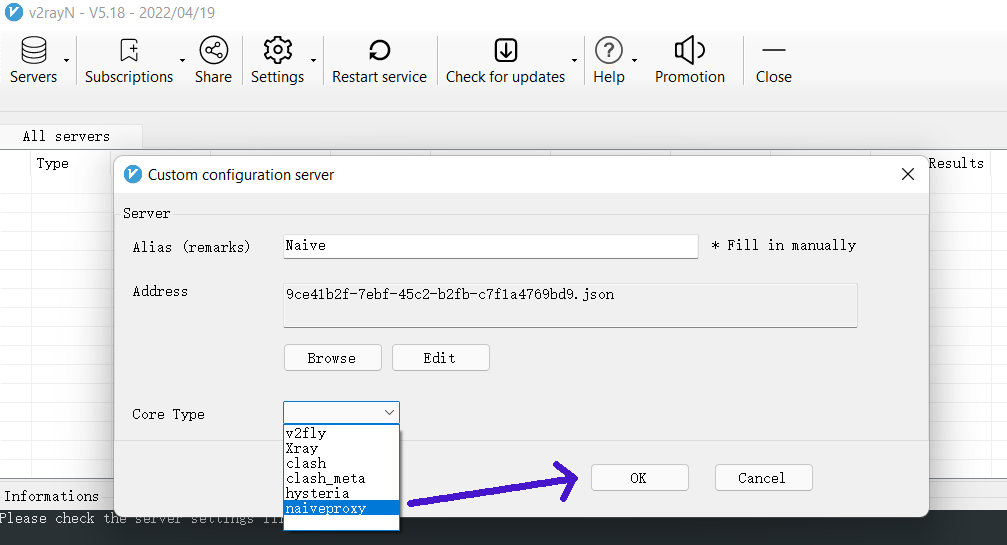 v2rayN - V5.18 - 2022/04/19
Servers Subscriptions Share Settings Restart service Check for updates Help Promotion Close
All servers
Type Results
Custom configuration server
Server
Alias (remarks) Naive * Fill in manually
Address 9ce41b2f-7ebf-45c2-b2fb-c7f1a4769bd9.json
Browse Edit
Core Type
v2fly
Xray
clash
clash_meta
hysteria
naiveproxy
OK Cancel
Informations
Please check the server settings